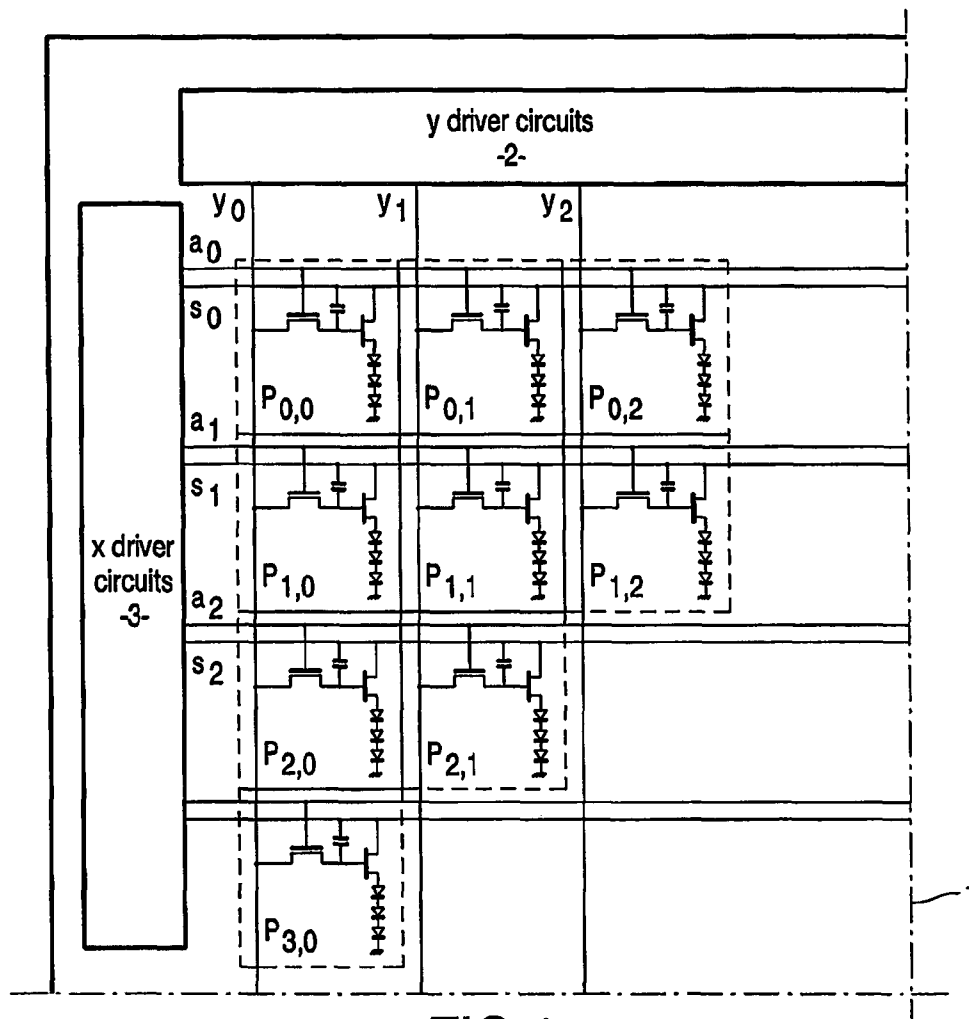 y driver circuits
-2-
y0 y1 y2
a0
s0
P0,0 P0,1 P0,2
a1
s1
x driver
circuits
-3-
P1,0 P1,1 P1,2
a2
s2
P2,0 P2,1
P3,0